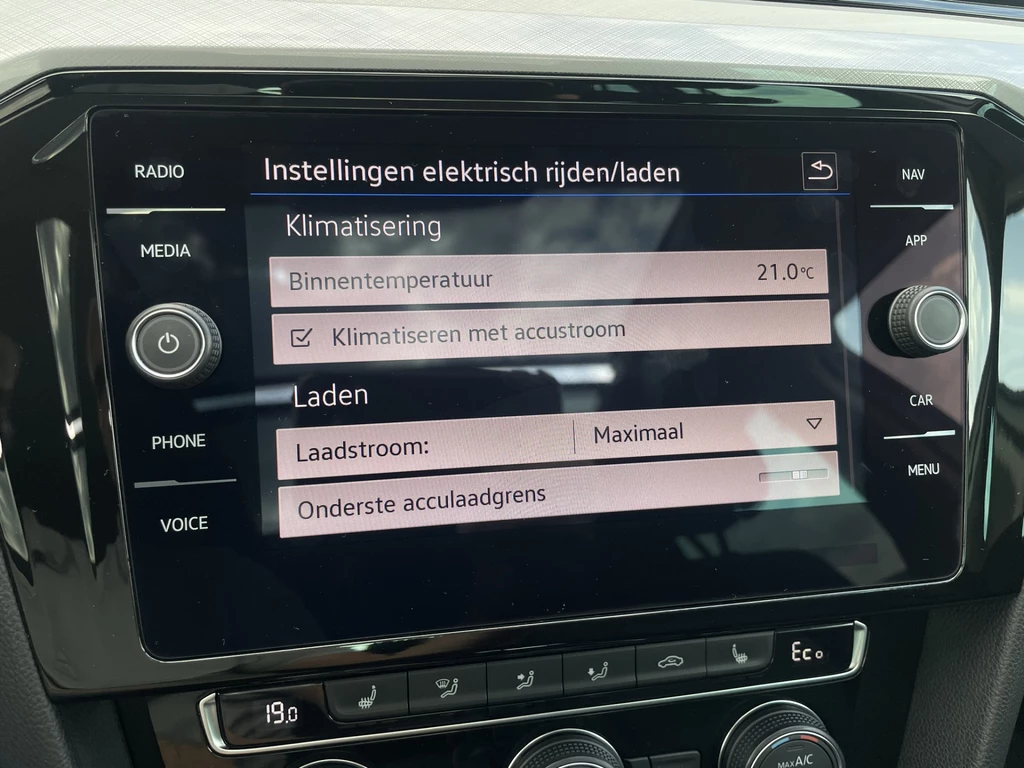 RADIO
MEDIA
PHONE
VOICE
Instellingen elektrisch rijden/laden
Klimatisering
Binnentemperatuur 21.0°C
Klimatiseren met accustroom
Laden
Laadstroom: Maximaal
Onderste acculaadgrens
NAV
APP
CAR
MENU
19.0
Eco
MAX A/C